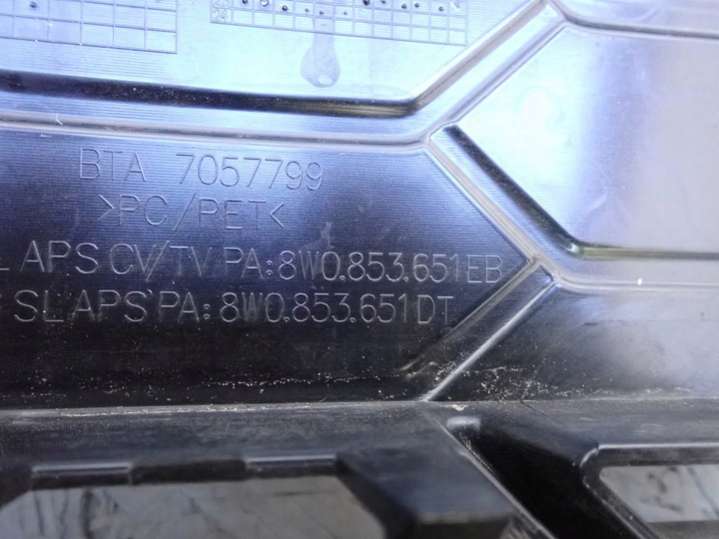 BTA 7057799
>PC/PET<
APS CV/TV PA: 8W0.853.651EB
SLAPS PA: 8W0.853.651DT